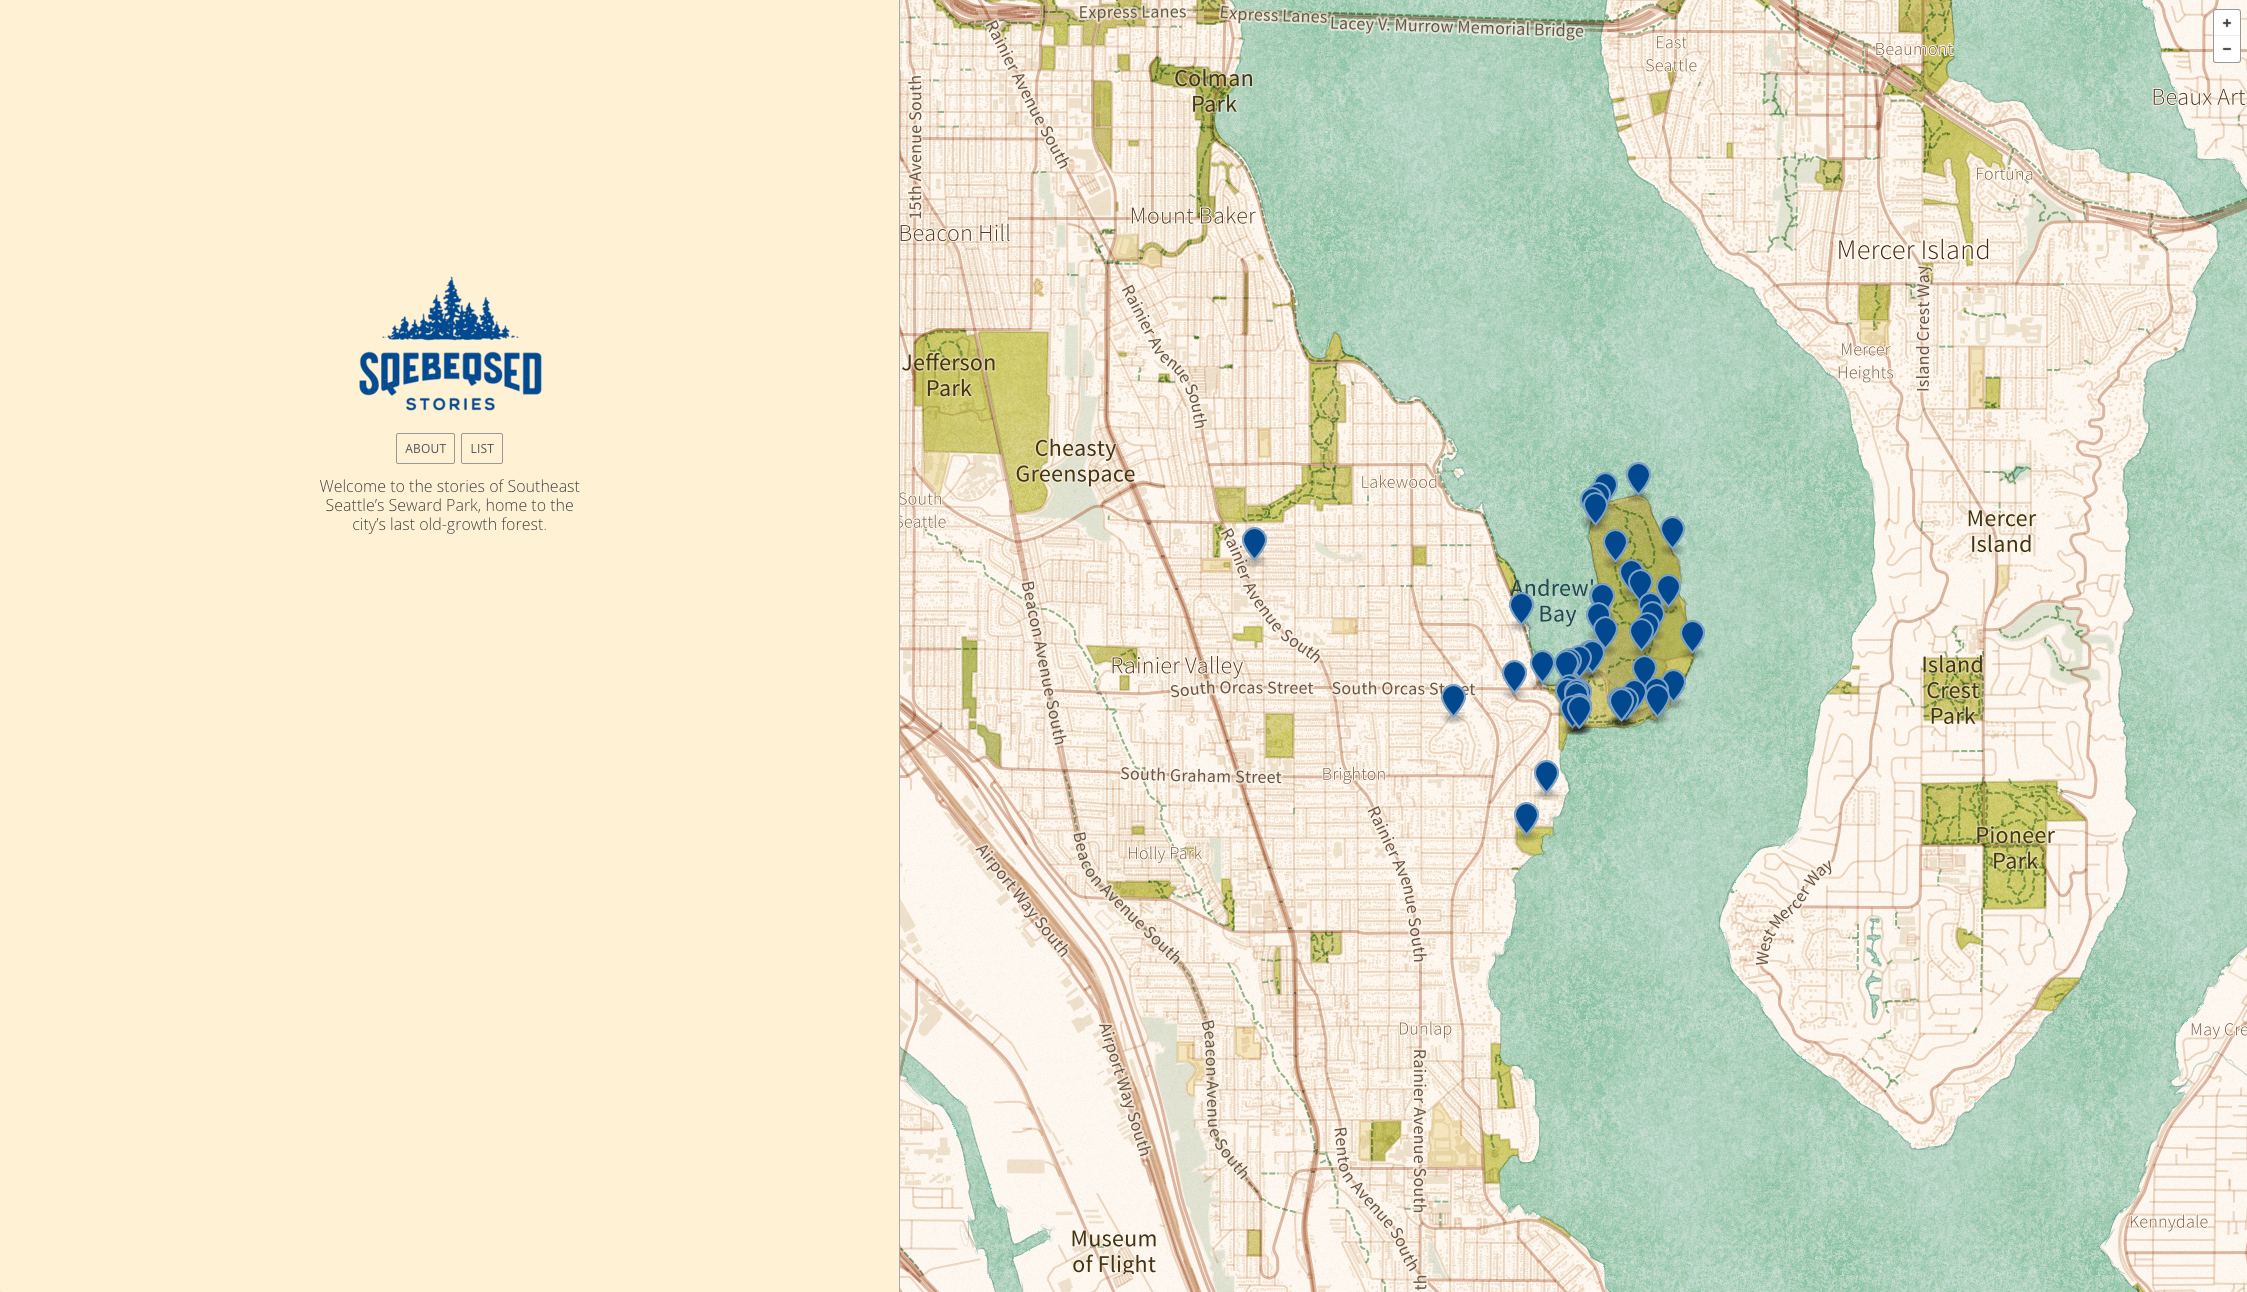 SQEBEQSED
STORIES
ABOUT
LIST
Welcome to the stories of Southeast
Seattle's Seward Park, home to the
city's last old-growth forest.
Express Lanes
Express Lanes
Lacey V. Murrow Memorial Bridge
Rainier Avenue South
15th Avenue South
Colman
Park
East
Seattle
Beaumont
Beaux Art
+
−
Fortuna
Mount Baker
Beacon Hill
Mercer Island
Island Crest Way
Rainier Avenue South
Jefferson
Park
Mercer
Heights
Cheasty
Greenspace
Lakewood
South
Seattle
Mercer
Island
Rainier Avenue South
Andrew'
Bay
Beacon Avenue South
Rainier Valley
South Orcas Street
South Orcas Street
Island
Crest
Park
South Graham Street
Brighton
Rainier Avenue South
Holly Park
Pioneer
Park
Airport Way South
Beacon Avenue South
West Mercer Way
Dunlap
May Cre
Airport Way South
Beacon Avenue South
Rainier Avenue South
Renton Avenue South
Kennydale
Museum
of Flight